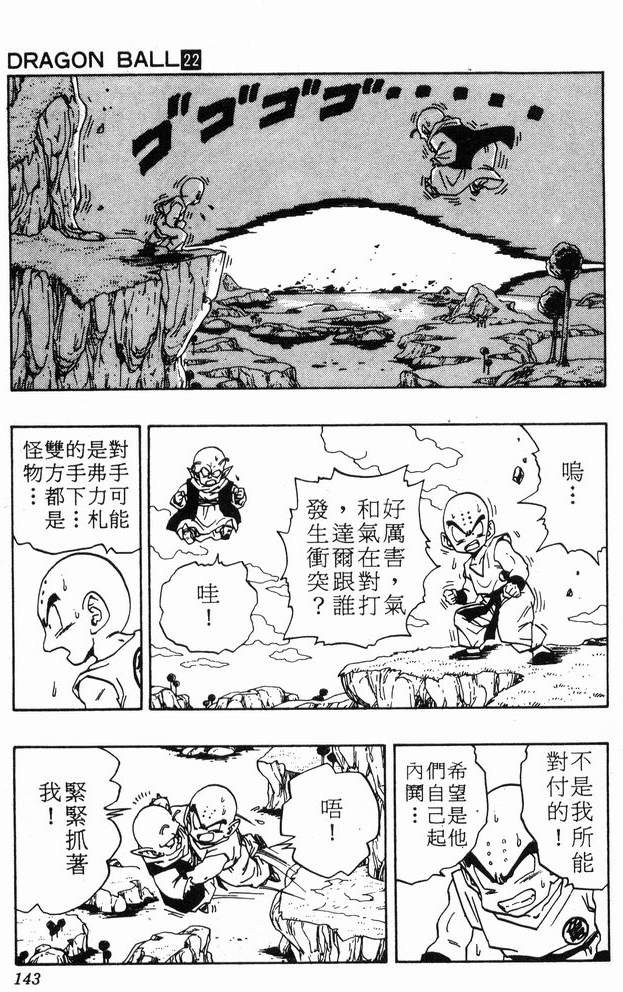 DRAGON BALL 22
ゴゴゴゴ・・・・・・
嗚…
好厲害，氣
和氣在對打
，達爾跟誰
發生衝突？
哇！
對手可能
是弗力札
的手下…
雙方都是
怪物…
不是我所能
對付的！
希望是他
們自己起
內鬨…
唔！
緊緊抓著
我！
143